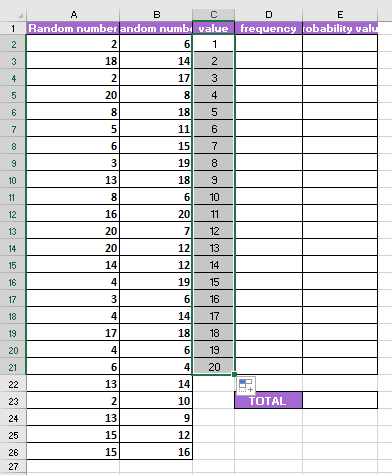 A B C D E
1 Random number andom numbe value frequency robability valu
2 2 6 1
3 18 14 2
4 2 17 3
5 20 8 4
6 8 18 5
7 5 11 6
8 6 15 7
9 3 19 8
10 13 18 9
11 8 6 10
12 16 20 11
13 20 7 12
14 20 12 13
15 14 12 14
16 4 19 15
17 3 6 16
18 4 14 17
19 17 18 18
20 4 6 19
21 6 4 20
22 13 14
23 2 10 TOTAL
24 13 9
25 15 12
26 15 16
27